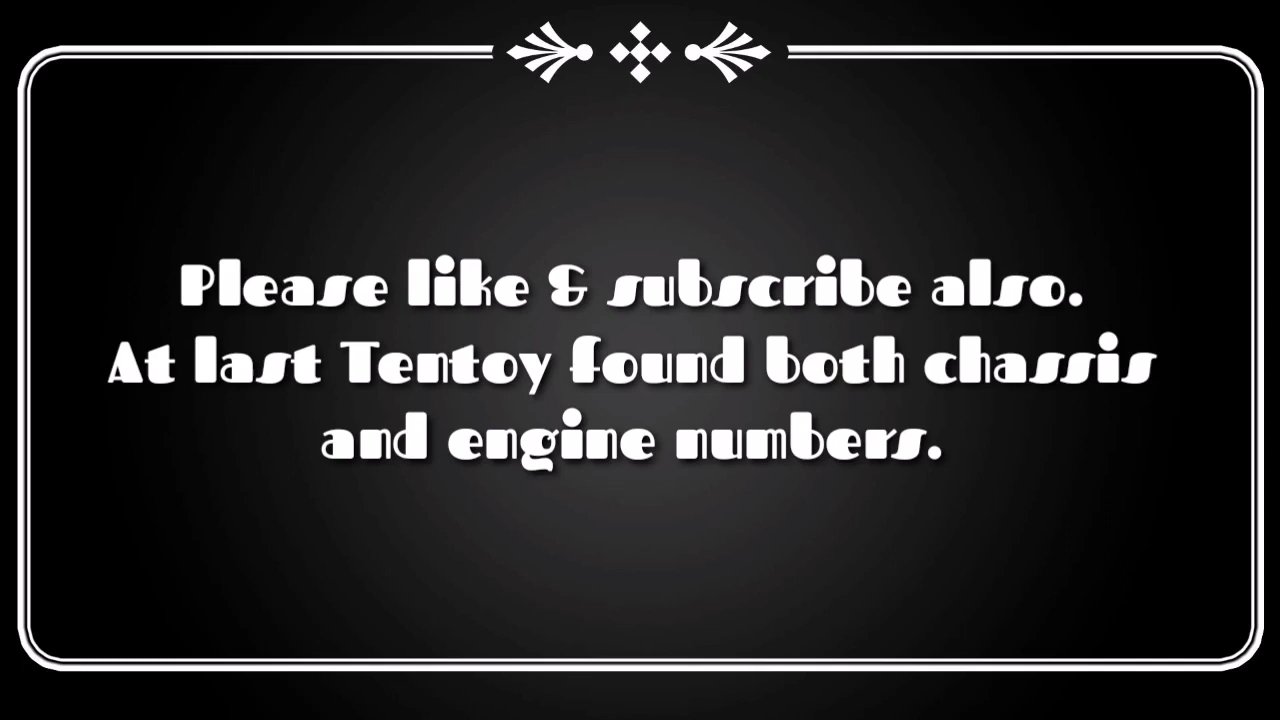 Please like & subscribe also.
At last Tentoy found both chassis
and engine numbers.